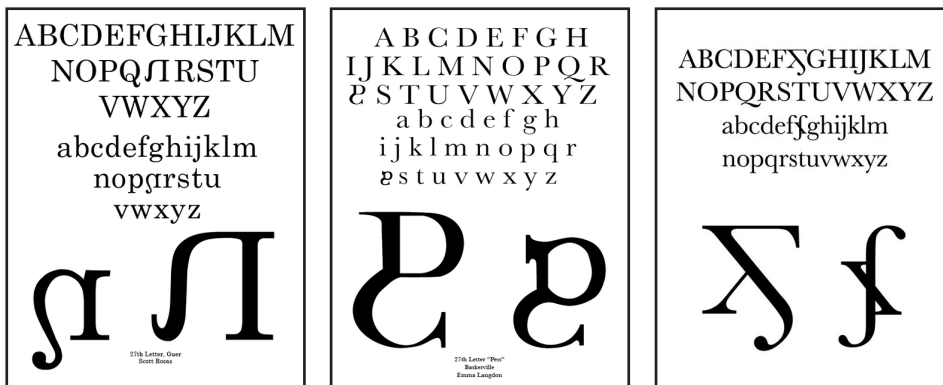 ABCDEFGHIJKLM
NOPQRSTU
VWXYZ
abcdefghijklm
nopqrstu
vwxyz
27th Letter, Guer
Scott Rosas
A B C D E F G H
I J K L M N O P Q R
S T U V W X Y Z
a b c d e f g h
i j k l m n o p q r
s t u v w x y z
27th Letter “Pest”
Baskerville
Emma Langdon
ABCDEFGHIJKLM
NOPQRSTUVWXYZ
abcdefghijklm
nopqrstuvwxyz